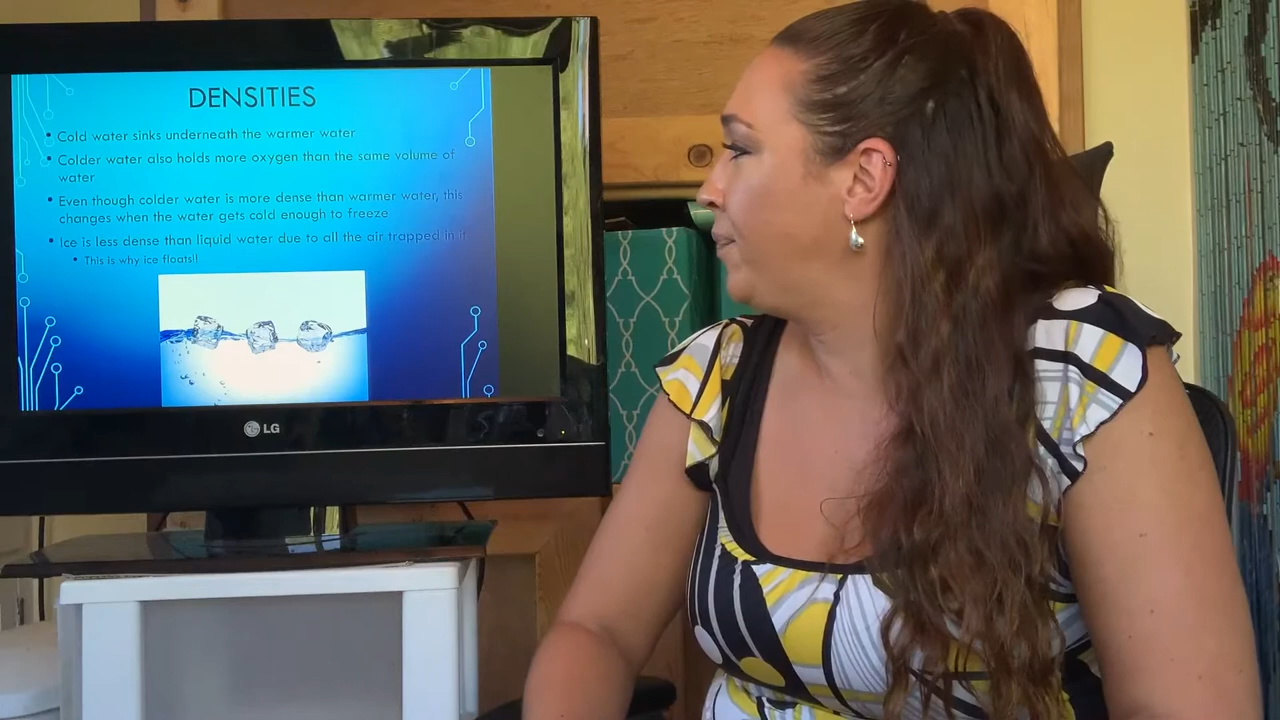 DENSITIES
• Cold water sinks underneath the warmer water
• Colder water also holds more oxygen than the same volume of
water
• Even though colder water is more dense than warmer water, this
changes when the water gets cold enough to freeze
• Ice is less dense than liquid water due to all the air trapped in it
• This is why ice floats!!
LG